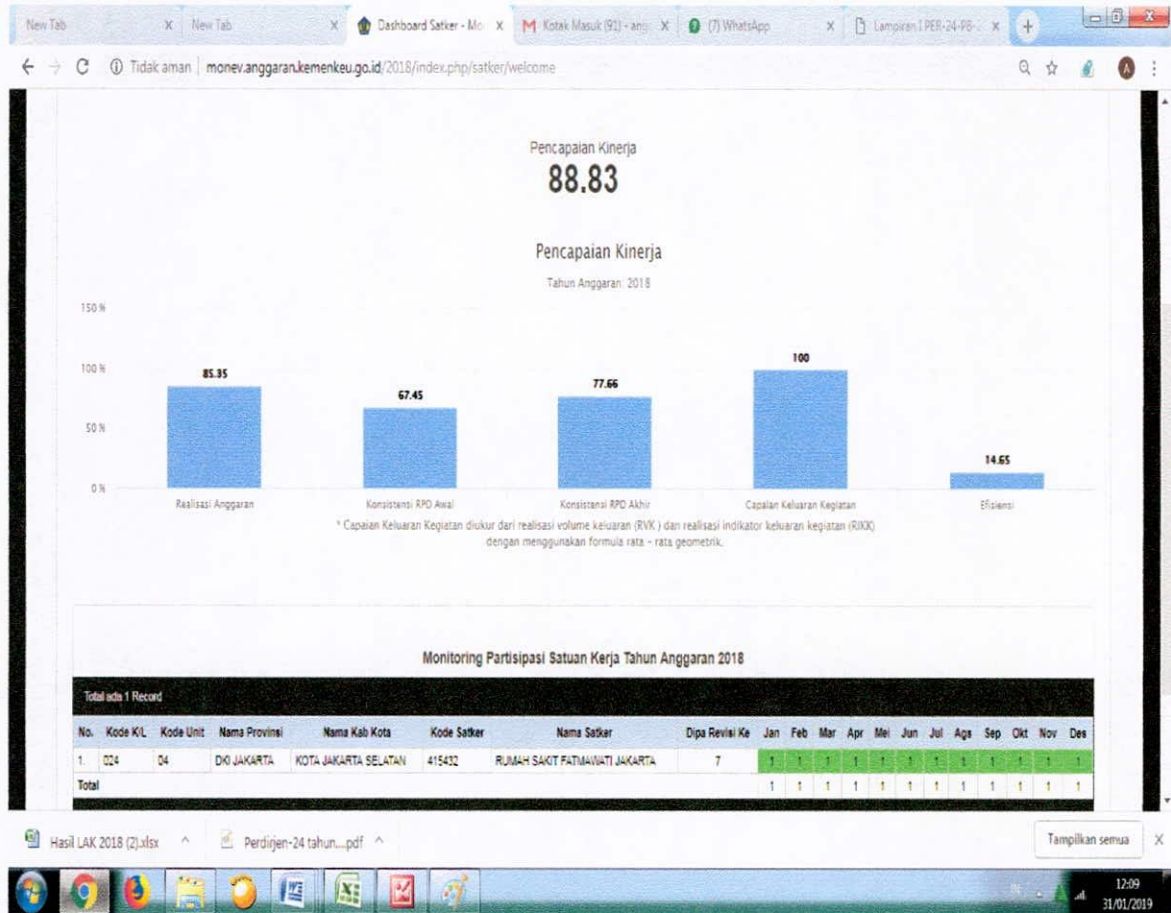 New Tab
New Tab
Dashboard Satker - Mo
Kotak Masuk (91) - ang
(7) WhatsApp
Lampiran I PER-24-PB-
Tidak aman | monev.anggaran.kemenkeu.go.id/2018/index.php/satker/welcome
A
Pencapaian Kinerja
88.83
Pencapaian Kinerja
Tahun Anggaran: 2018
150 %
100 %
50 %
0 %
85.35
67.45
77.66
100
14.65
Realisasi Anggaran
Konsistensi RPD Awal
Konsistensi RPD Akhir
Capaian Keluaran Kegiatan
Efisiensi
* Capaian Keluaran Kegiatan diukur dari realisasi volume keluaran (RVK ) dan realisasi indikator keluaran kegiatan (RIKK)
dengan menggunakan formula rata - rata geometrik.
Monitoring Partisipasi Satuan Kerja Tahun Anggaran 2018
Total ada 1 Record
No. Kode K/L Kode Unit Nama Provinsi Nama Kab Kota Kode Satker Nama Satker Dipa Revisi Ke Jan Feb Mar Apr Mei Jun Jul Ags Sep Okt Nov Des
1. 024 04 DKI JAKARTA KOTA JAKARTA SELATAN 415432 RUMAH SAKIT FATMAWATI JAKARTA 7 1 1 1 1 1 1 1 1 1 1 1 1
Total 1 1 1 1 1 1 1 1 1 1 1 1
Hasil LAK 2018 (2).xlsx
Perdirjen-24 tahun....pdf
Tampilkan semua
12:09
31/01/2019